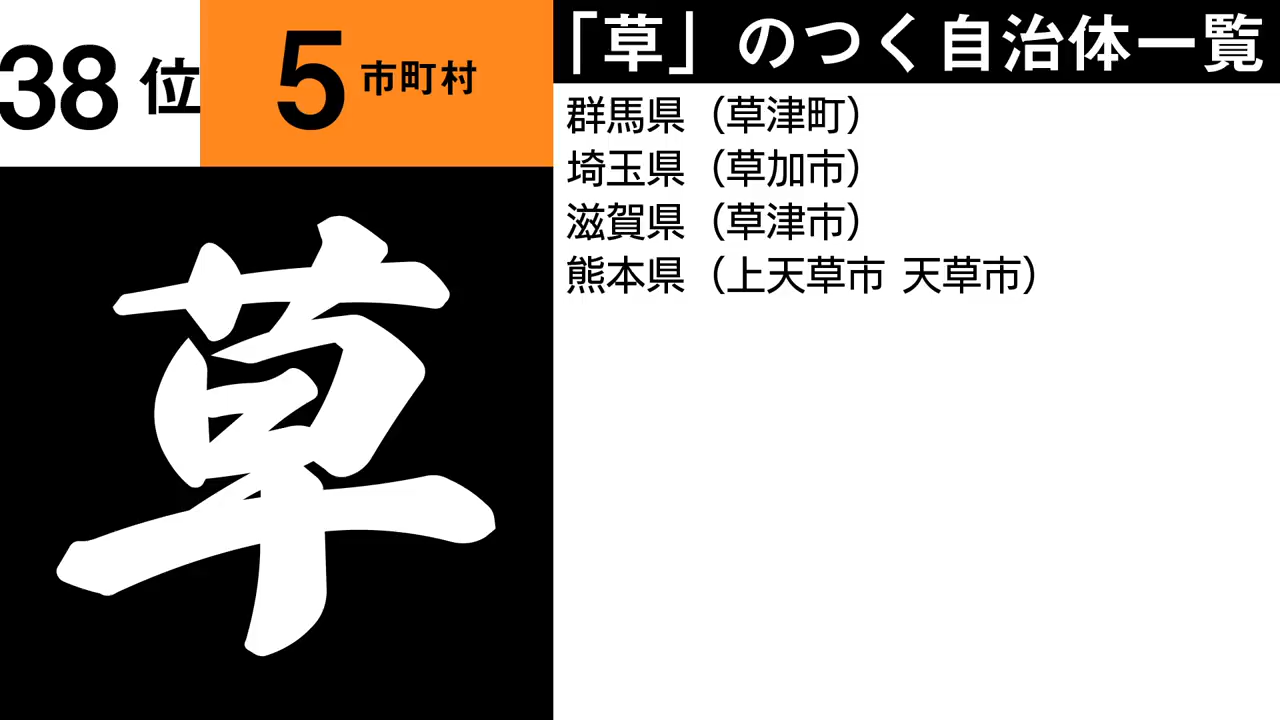 38位
5市町村
「草」のつく自治体一覧
草
群馬県（草津町）
埼玉県（草加市）
滋賀県（草津市）
熊本県（上天草市 天草市）